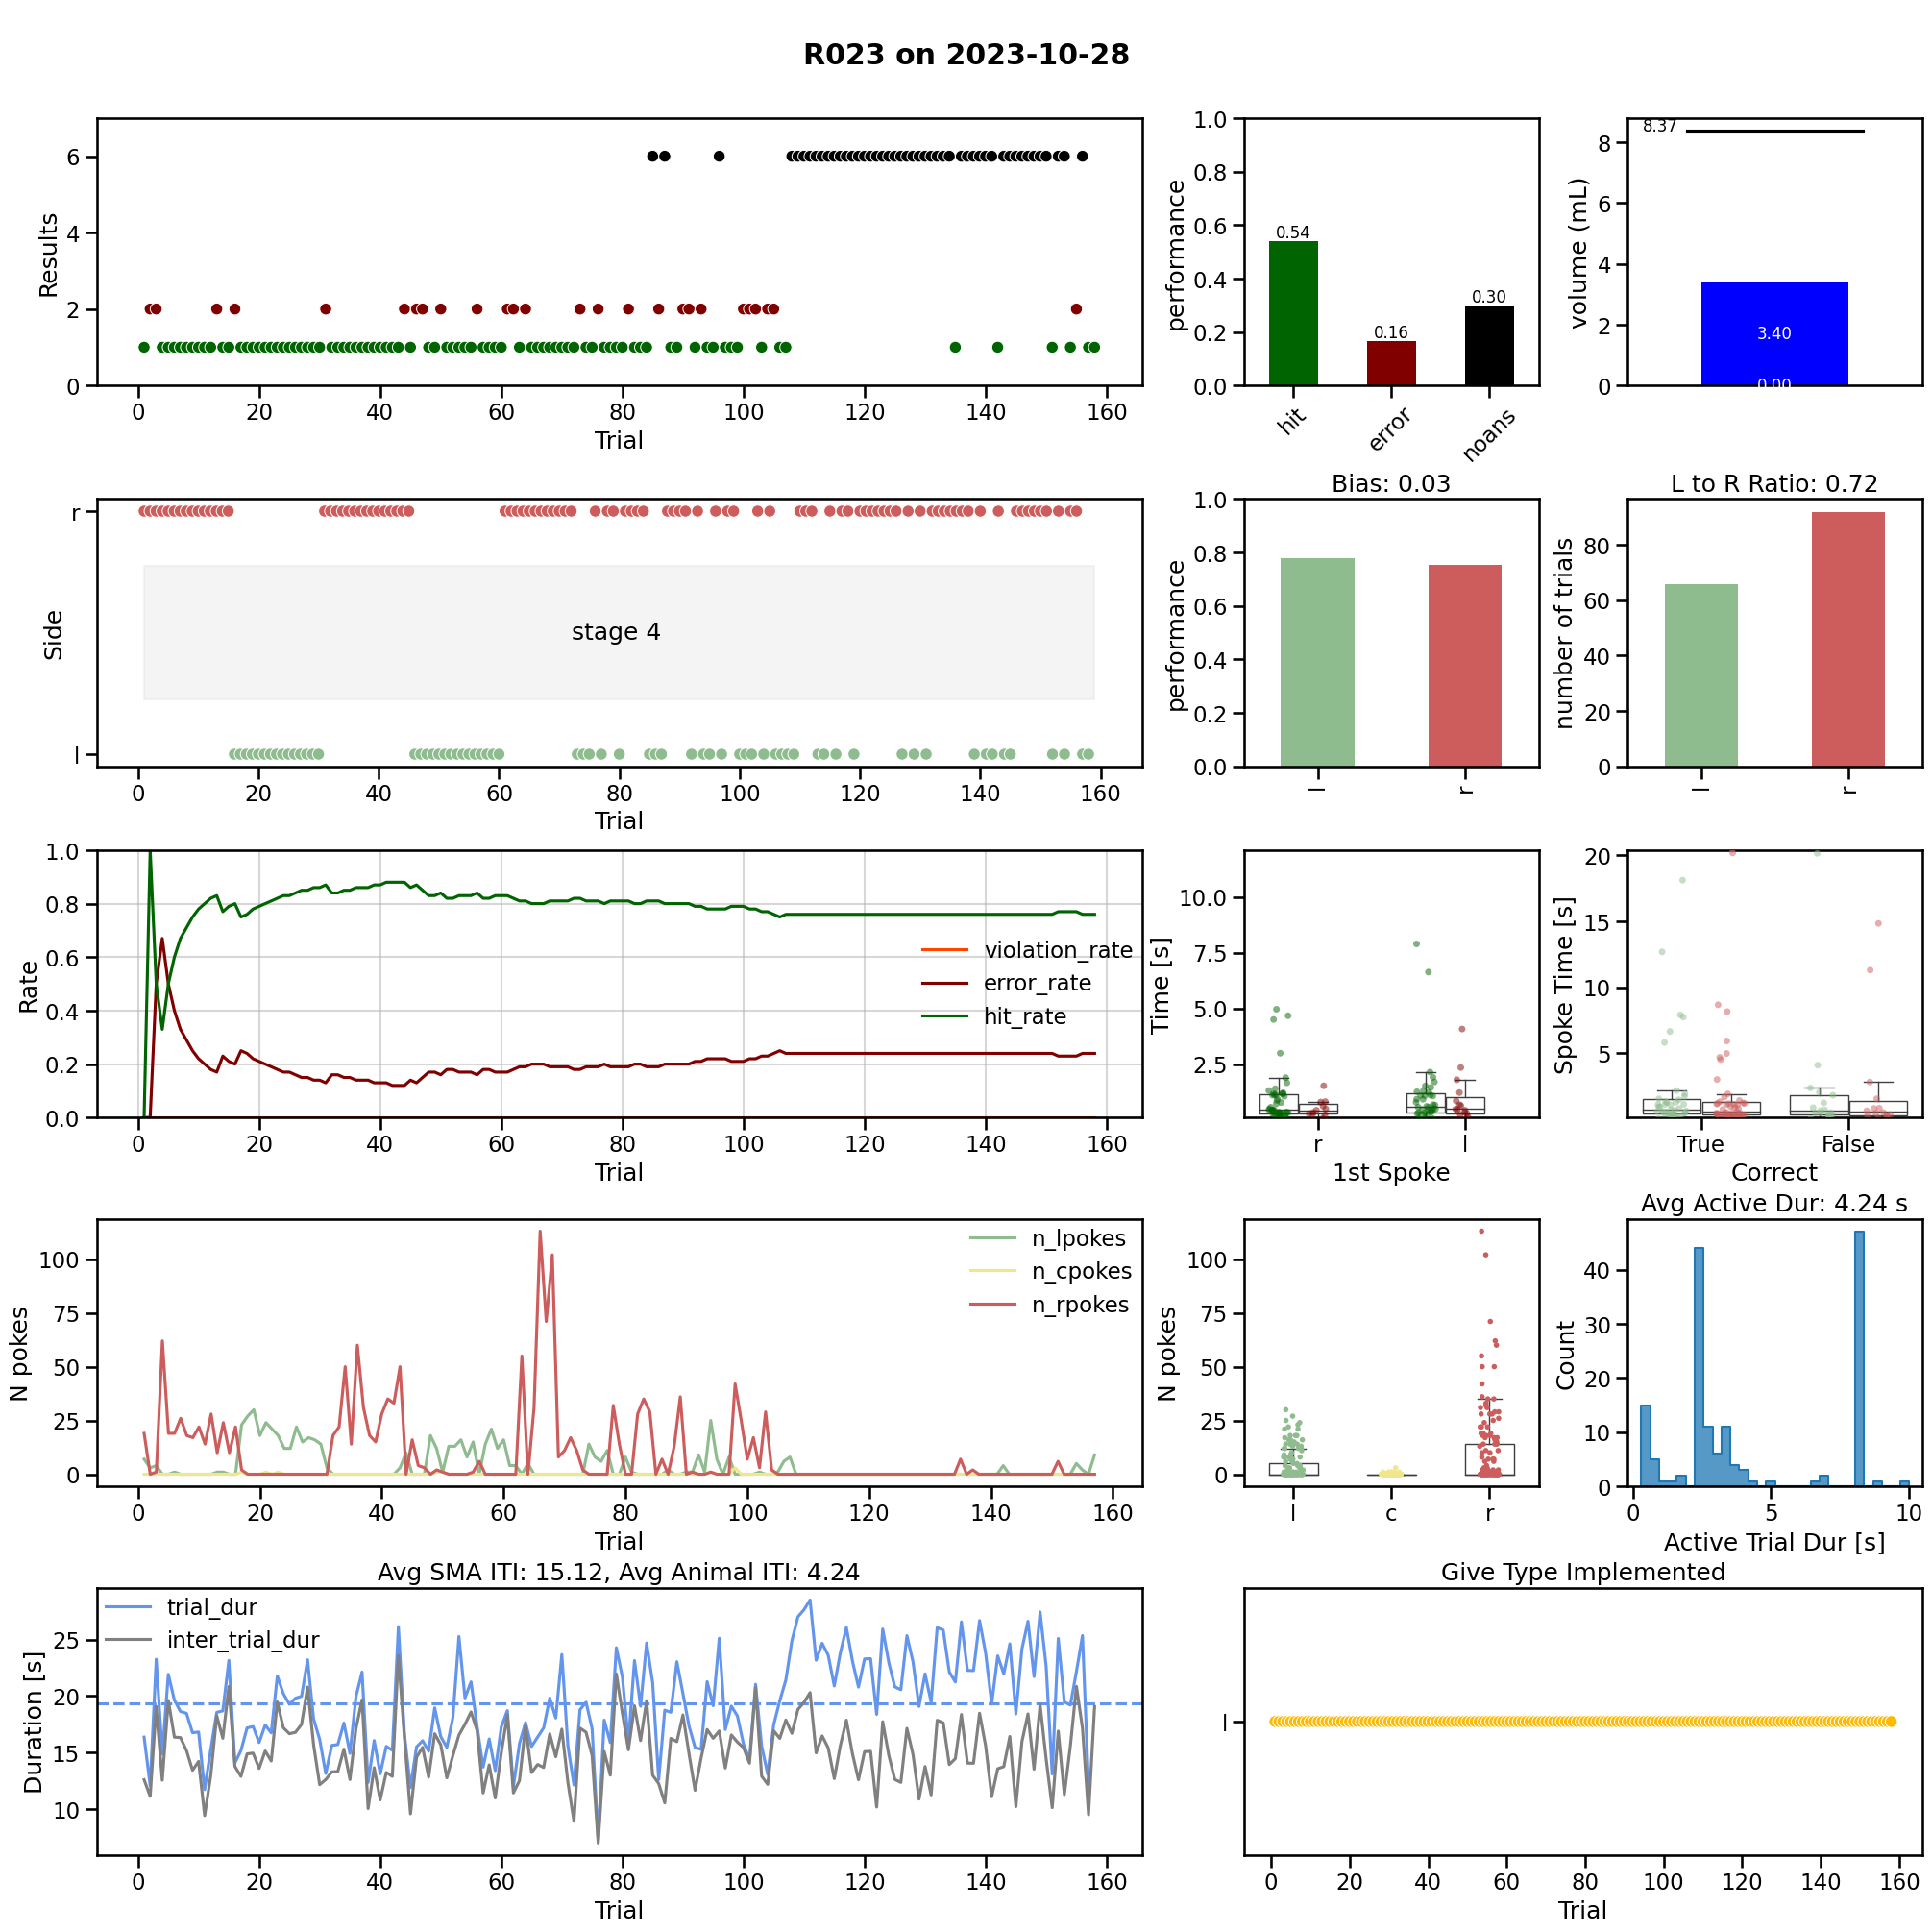 R023 on 2023-10-28
Results
6
4
2
0
0 20 40 60 80 100 120 140 160
Trial
performance
1.0
0.8
0.6
0.4
0.2
0.0
0.54
0.16
0.30
hit error noans
volume (mL)
8
6
4
2
0
8.37
3.40
0.00
Side
r
l
stage 4
0 20 40 60 80 100 120 140 160
Trial
Bias: 0.03
performance
1.0
0.8
0.6
0.4
0.2
0.0
l r
L to R Ratio: 0.72
number of trials
80
60
40
20
0
l r
Rate
1.0
0.8
0.6
0.4
0.2
0.0
violation_rate
error_rate
hit_rate
0 20 40 60 80 100 120 140 160
Trial
Time [s]
10.0
7.5
5.0
2.5
r l
1st Spoke
Spoke Time [s]
20
15
10
5
True False
Correct
N pokes
100
75
50
25
0
n_lpokes
n_cpokes
n_rpokes
0 20 40 60 80 100 120 140 160
Trial
N pokes
100
75
50
25
0
l c r
Avg Active Dur: 4.24 s
Count
40
30
20
10
0
0 5 10
Active Trial Dur [s]
Avg SMA ITI: 15.12, Avg Animal ITI: 4.24
Duration [s]
25
20
15
10
trial_dur
inter_trial_dur
0 20 40 60 80 100 120 140 160
Trial
Give Type Implemented
l
0 20 40 60 80 100 120 140 160
Trial